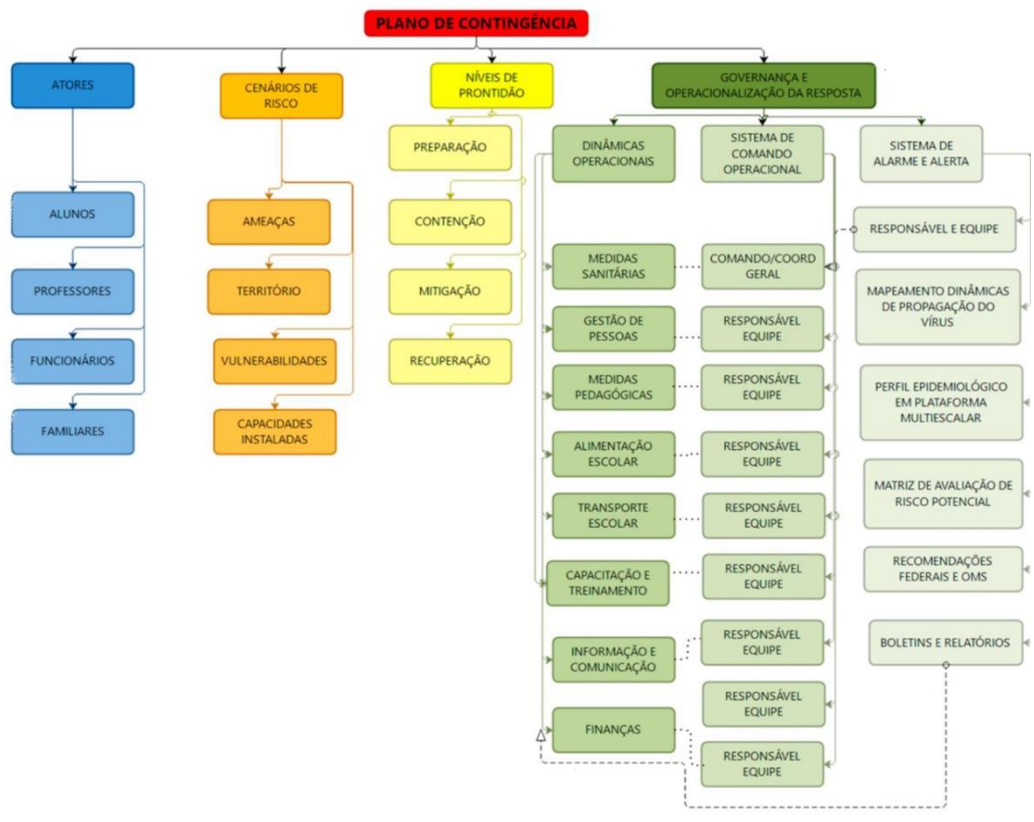 PLANO DE CONTINGÊNCIA
ATORES
CENÁRIOS DE
RISCO
NÍVEIS DE
PRONTIDÃO
GOVERNANÇA E
OPERACIONALIZAÇÃO DA RESPOSTA
ALUNOS
PROFESSORES
FUNCIONÁRIOS
FAMILIARES
AMEAÇAS
TERRITÓRIO
VULNERABILIDADES
CAPACIDADES
INSTALADAS
PREPARAÇÃO
CONTENÇÃO
MITIGAÇÃO
RECUPERAÇÃO
DINÂMICAS
OPERACIONAIS
MEDIDAS
SANITÁRIAS
GESTÃO DE
PESSOAS
MEDIDAS
PEDAGÓGICAS
ALIMENTAÇÃO
ESCOLAR
TRANSPORTE
ESCOLAR
CAPACITAÇÃO E
TREINAMENTO
INFORMAÇÃO E
COMUNICAÇÃO
FINANÇAS
SISTEMA DE
COMANDO
OPERACIONAL
COMANDO/COORD
GERAL
RESPONSÁVEL
EQUIPE
RESPONSÁVEL
EQUIPE
RESPONSÁVEL
EQUIPE
RESPONSÁVEL
EQUIPE
RESPONSÁVEL
EQUIPE
RESPONSÁVEL
EQUIPE
RESPONSÁVEL
EQUIPE
RESPONSÁVEL
EQUIPE
SISTEMA DE
ALARME E ALERTA
RESPONSÁVEL E EQUIPE
MAPEAMENTO DINÂMICAS
DE PROPAGAÇÃO DO
VÍRUS
PERFIL EPIDEMIOLÓGICO
EM PLATAFORMA
MULTIESCALAR
MATRIZ DE AVALIAÇÃO DE
RISCO POTENCIAL
RECOMENDAÇÕES
FEDERAIS E OMS
BOLETINS E RELATÓRIOS